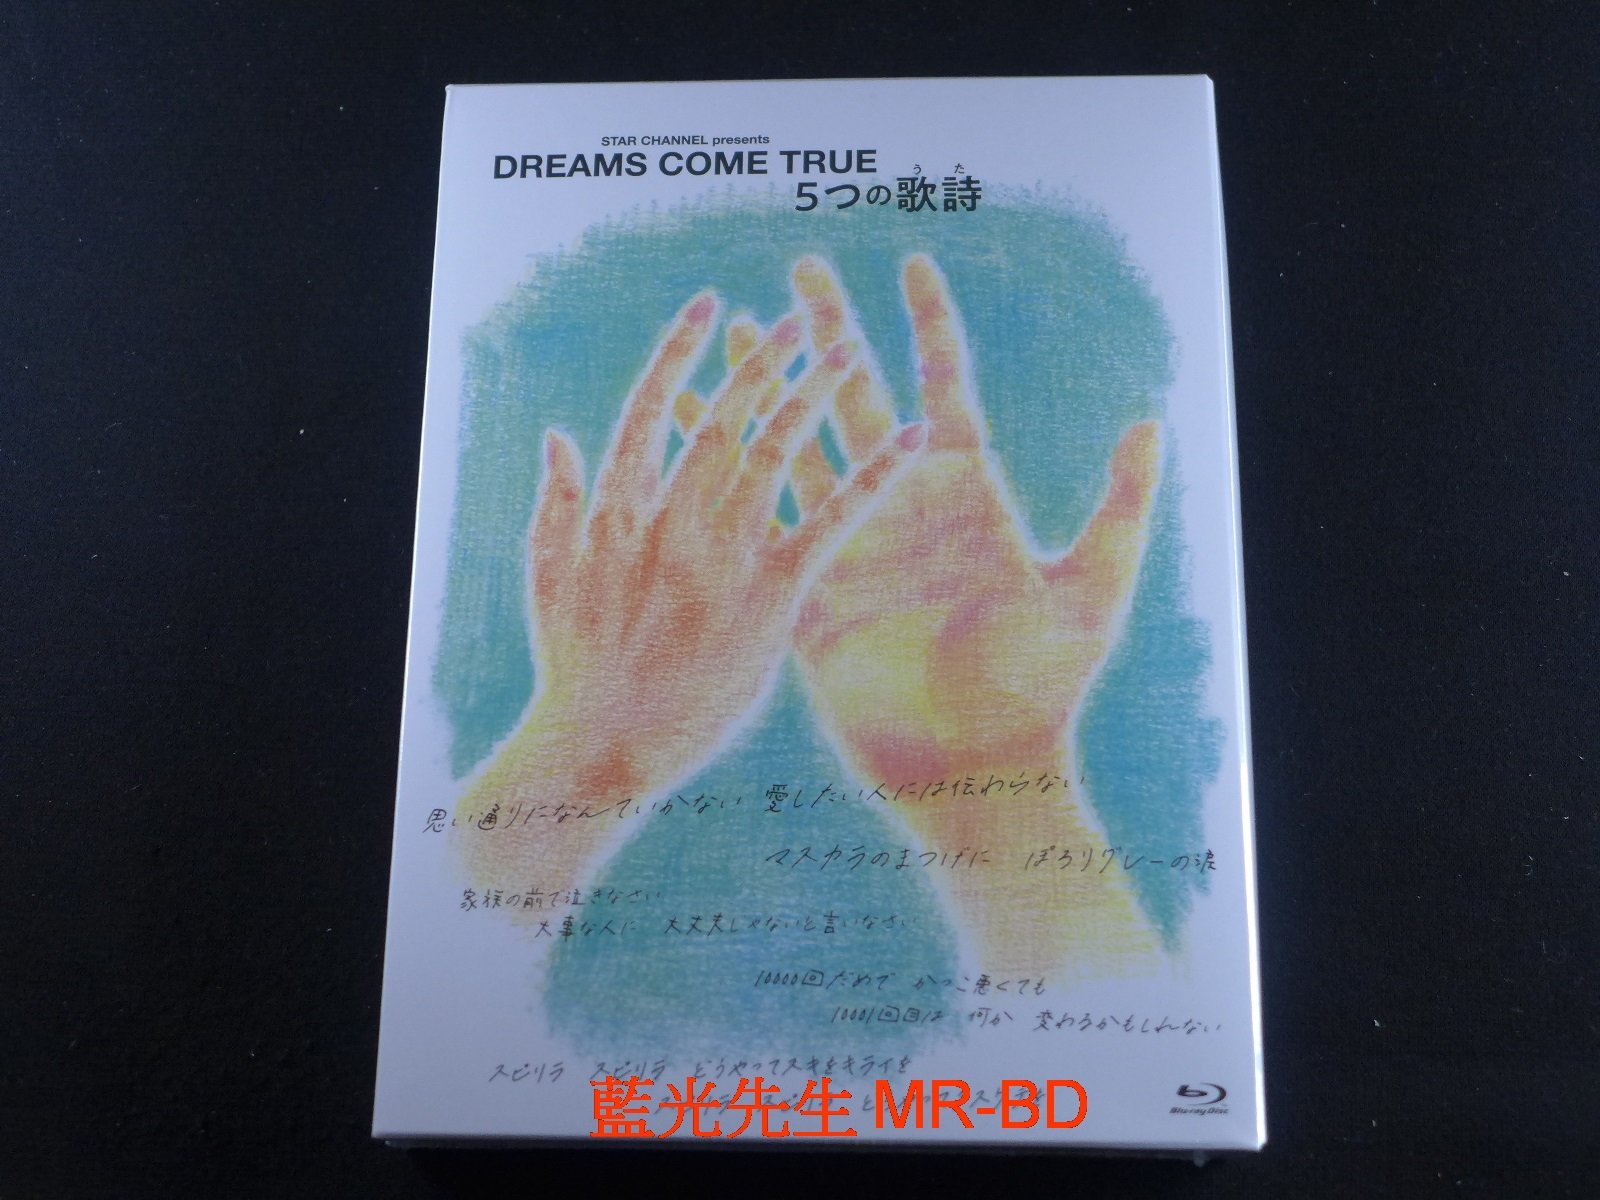 STAR CHANNEL presents
DREAMS COME TRUE
うた
5つの歌詩
思い通りになんていかない 愛したい人には伝わらない
マスカラのまつげに ぽろりグレーの涙
家族の前で泣きなさい
大事な人に 大丈夫じゃないと言いなさい
10000回だめで かっこ悪くても
10001回目は 何か 変わるかもしれない
スピリラ スピリラ どうやってスキをキライを
藍光先生 MR-BD
Blu-ray Disc